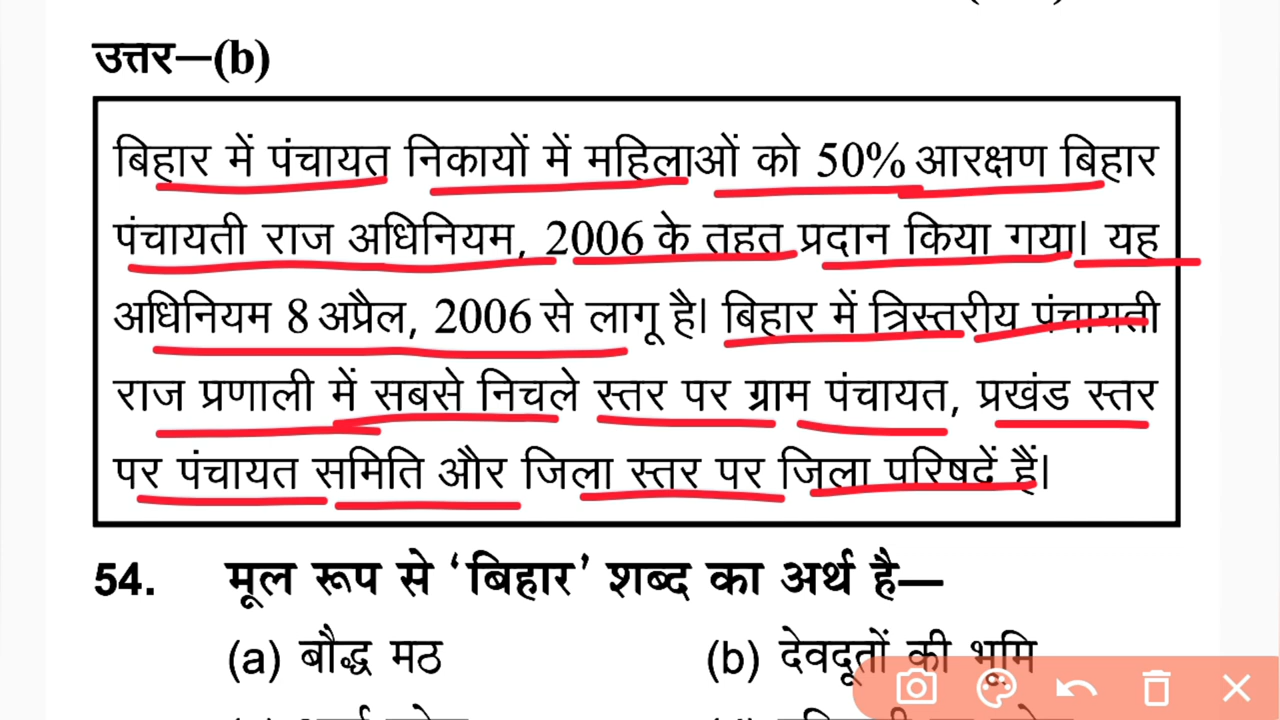 उत्तर—(b)
बिहार में पंचायत निकायों में महिलाओं को 50% आरक्षण बिहार
पंचायती राज अधिनियम, 2006 के तहत प्रदान किया गया। यह
अधिनियम 8 अप्रैल, 2006 से लागू है। बिहार में त्रिस्तरीय पंचायती
राज प्रणाली में सबसे निचले स्तर पर ग्राम पंचायत, प्रखंड स्तर
पर पंचायत समिति और जिला स्तर पर जिला परिषदें हैं।
54. मूल रूप से ‘बिहार’ शब्द का अर्थ है—
(a) बौद्ध मठ (b) देवदूतों की भूमि